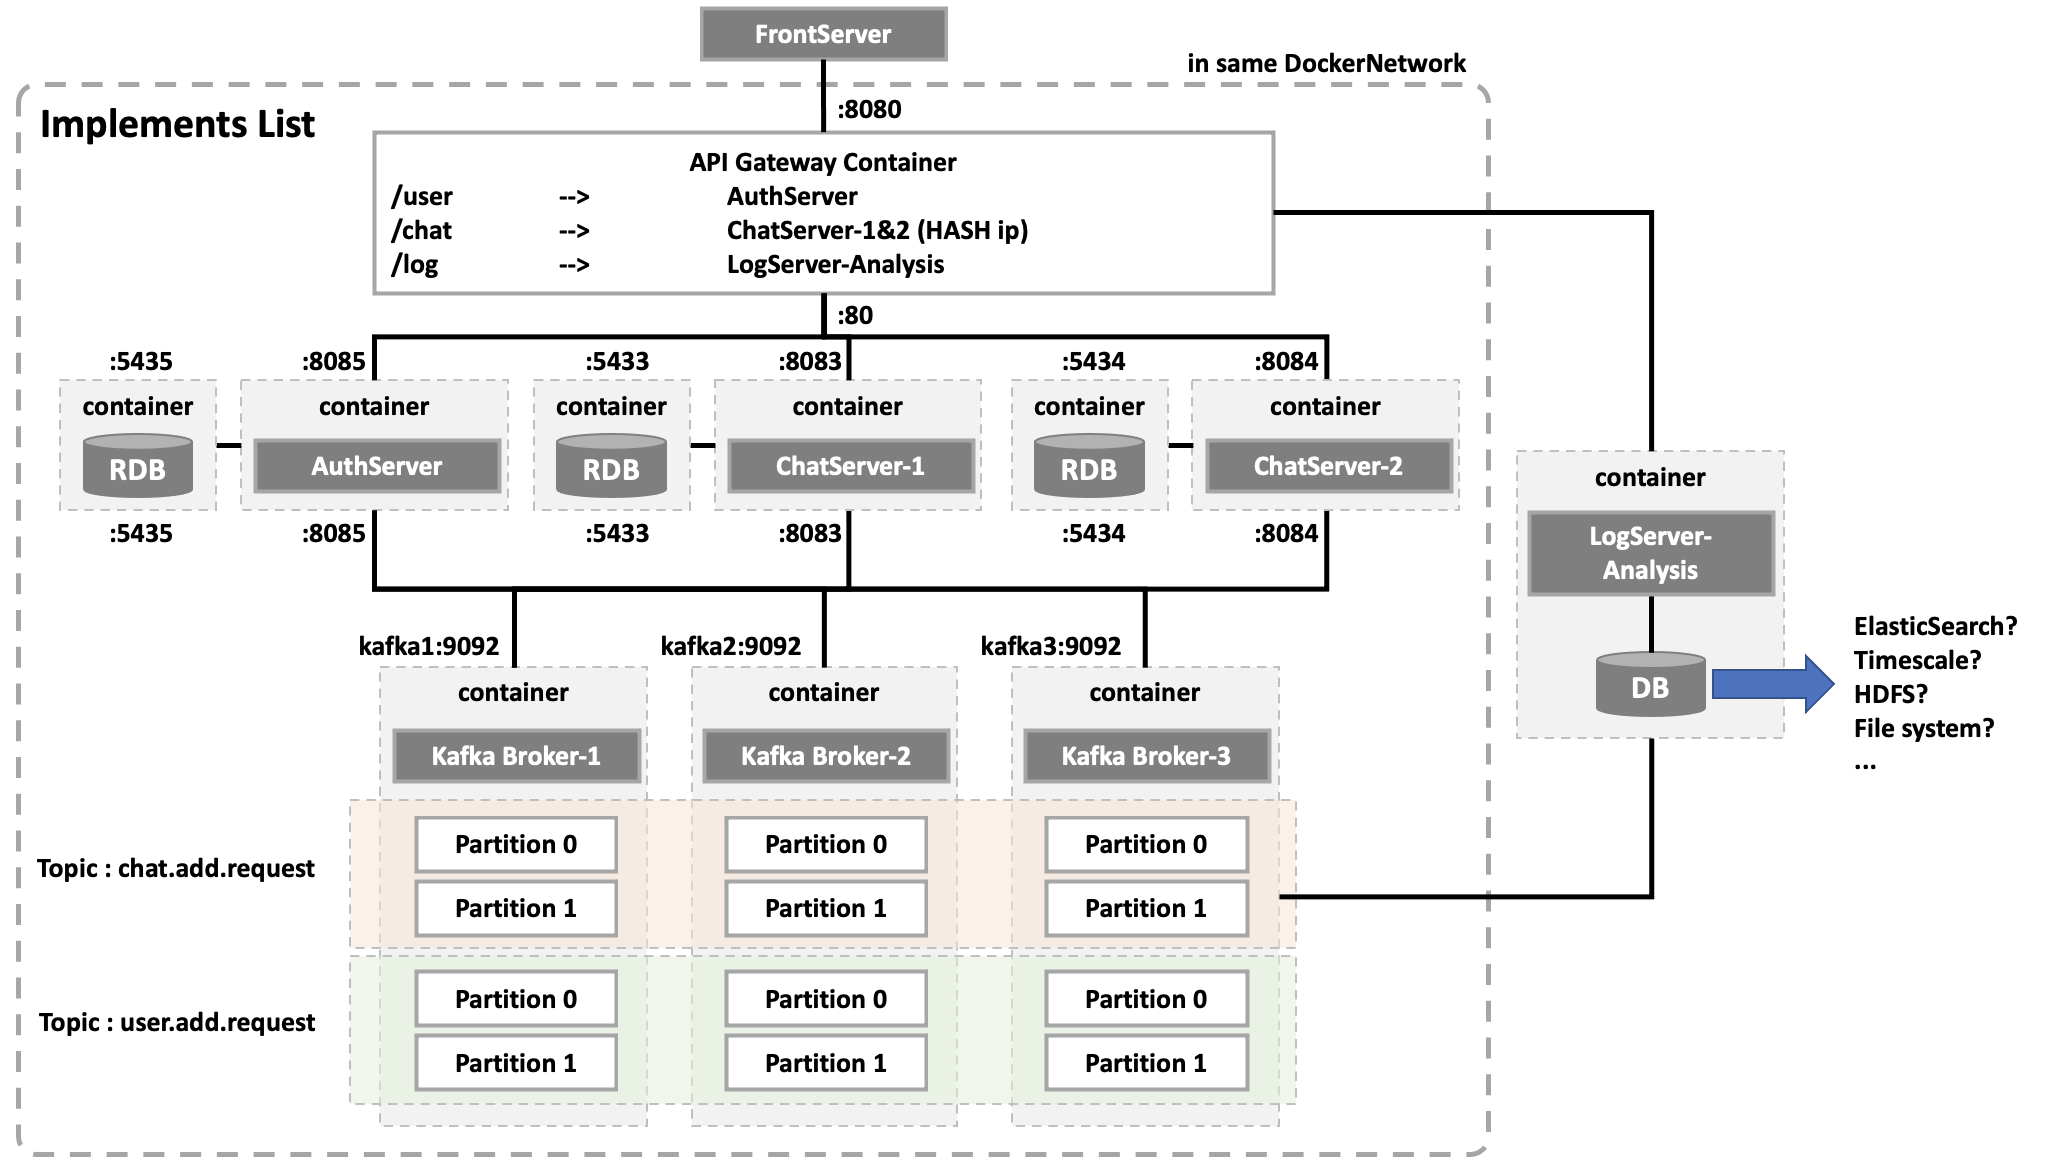 FrontServer
in same DockerNetwork
Implements List
:8080
API Gateway Container
/user --> AuthServer
/chat --> ChatServer-1&2 (HASH ip)
/log --> LogServer-Analysis
:80
:5435
:8085
:5433
:8083
:5434
:8084
container
container
container
container
container
container
RDB
AuthServer
RDB
ChatServer-1
RDB
ChatServer-2
:5435
:8085
:5433
:8083
:5434
:8084
container
LogServer-
Analysis
DB
ElasticSearch?
Timescale?
HDFS?
File system?
...
kafka1:9092
kafka2:9092
kafka3:9092
container
container
container
Kafka Broker-1
Kafka Broker-2
Kafka Broker-3
Topic : chat.add.request
Partition 0
Partition 0
Partition 0
Partition 1
Partition 1
Partition 1
Topic : user.add.request
Partition 0
Partition 0
Partition 0
Partition 1
Partition 1
Partition 1